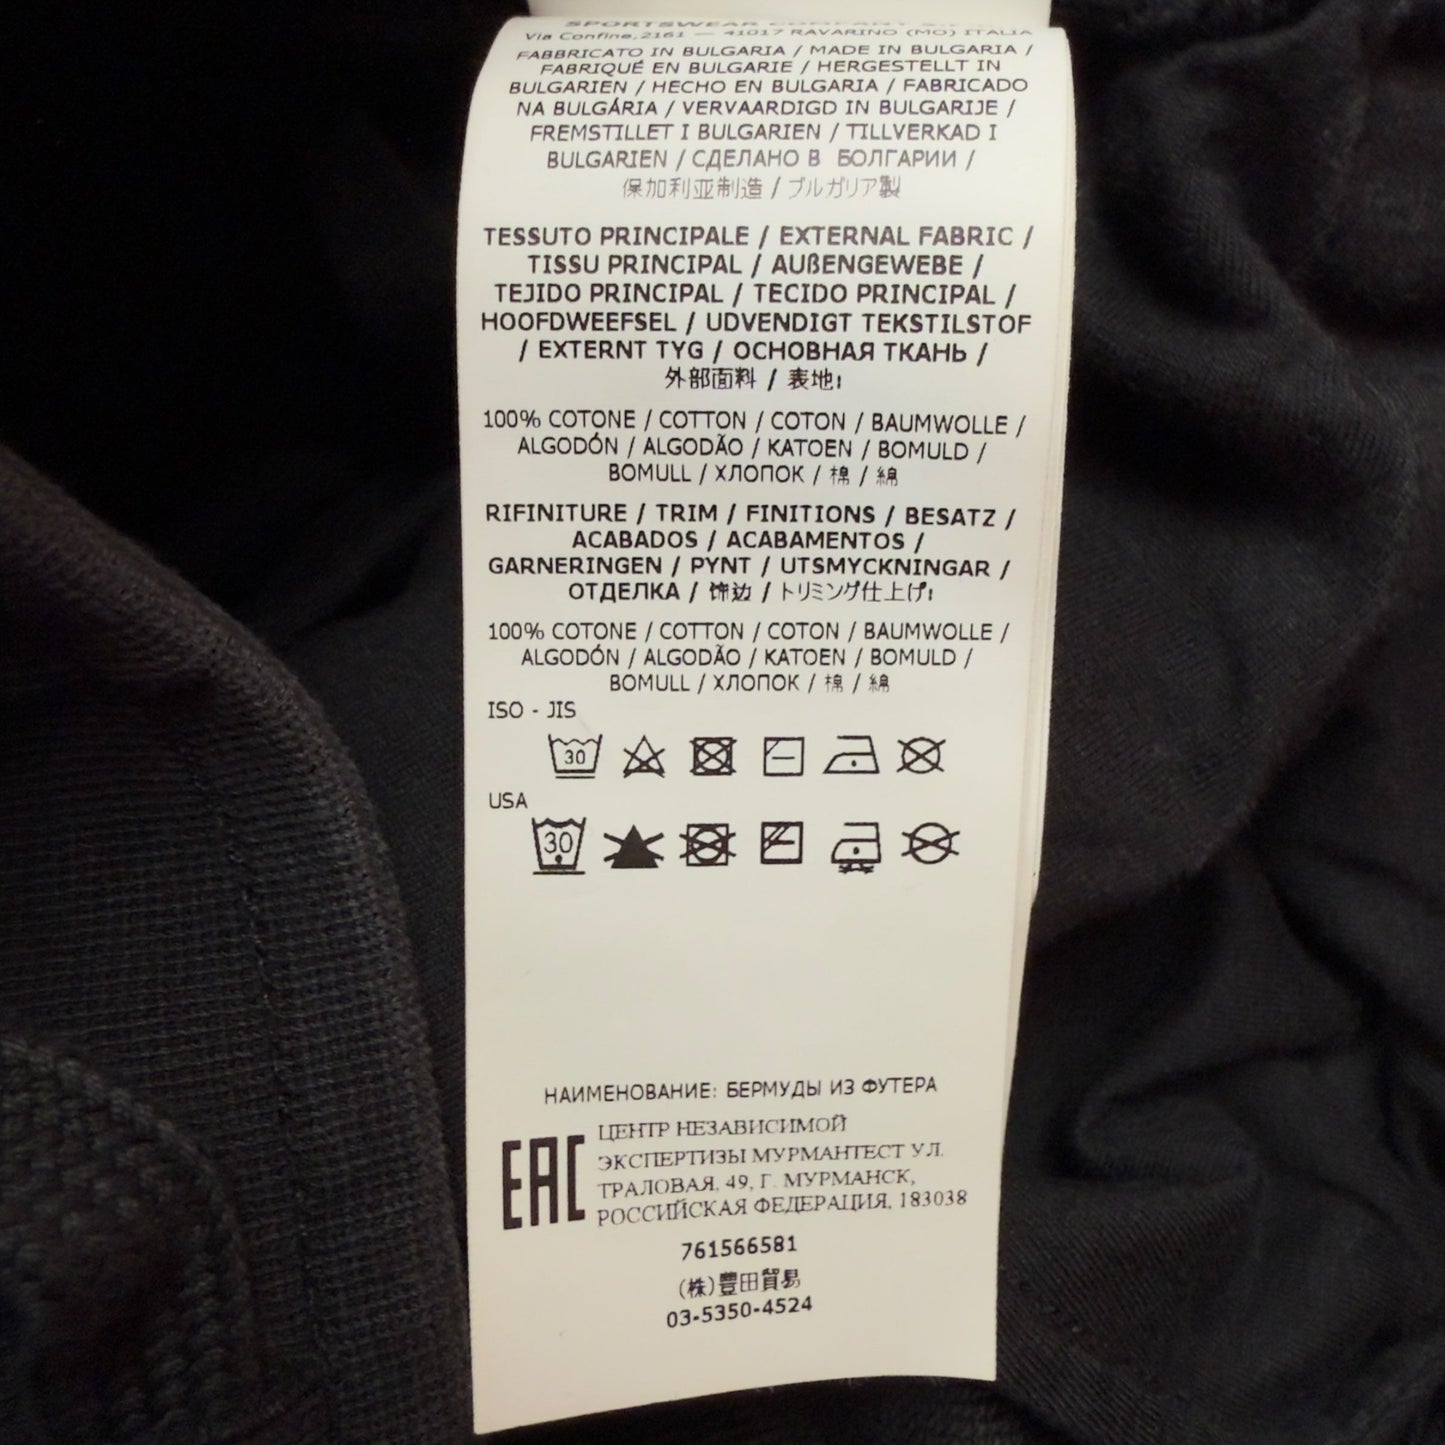 SPORTSWEAR COMPANY
Via Confine,2161 — 41017 RAVARINO (MO) ITALIA
FABBRICATO IN BULGARIA / MADE IN BULGARIA /
FABRIQUÉ EN BULGARIE / HERGESTELLT IN
BULGARIEN / HECHO EN BULGARIA / FABRICADO
NA BULGÁRIA / VERVAARDIGD IN BULGARIJE /
FREMSTILLET I BULGARIEN / TILLVERKAD I
BULGARIEN / СДЕЛАНО В БОЛГАРИИ /
保加利亚制造 / ブルガリア製
TESSUTO PRINCIPALE / EXTERNAL FABRIC /
TISSU PRINCIPAL / AUßENGEWEBE /
TEJIDO PRINCIPAL / TECIDO PRINCIPAL /
HOOFDWEEFSEL / UDVENDIGT TEKSTILSTOF
/ EXTERNT TYG / ОСНОВНАЯ ТКАНЬ /
外部面料 / 表地:
100% COTONE / COTTON / COTON / BAUMWOLLE /
ALGODÓN / ALGODÃO / KATOEN / BOMULD /
BOMULL / ХЛОПОК / 棉 / 綿
RIFINITURE / TRIM / FINITIONS / BESATZ /
ACABADOS / ACABAMENTOS /
GARNERINGEN / PYNT / UTSMYCKNINGAR /
ОТДЕЛКА / 饰边 / トリミング仕上げ:
100% COTONE / COTTON / COTON / BAUMWOLLE /
ALGODÓN / ALGODÃO / KATOEN / BOMULD /
BOMULL / ХЛОПОК / 棉 / 綿
ISO - JIS
30
USA
30
НАИМЕНОВАНИЕ: БЕРМУДЫ ИЗ ФУТЕРА
EAC
ЦЕНТР НЕЗАВИСИМОЙ
ЭКСПЕРТИЗЫ МУРМАНТЕСТ УЛ.
ТРАЛОВАЯ, 49, Г. МУРМАНСК,
РОССИЙСКАЯ ФЕДЕРАЦИЯ, 183038
761566581
(株)豊田貿易
03-5350-4524